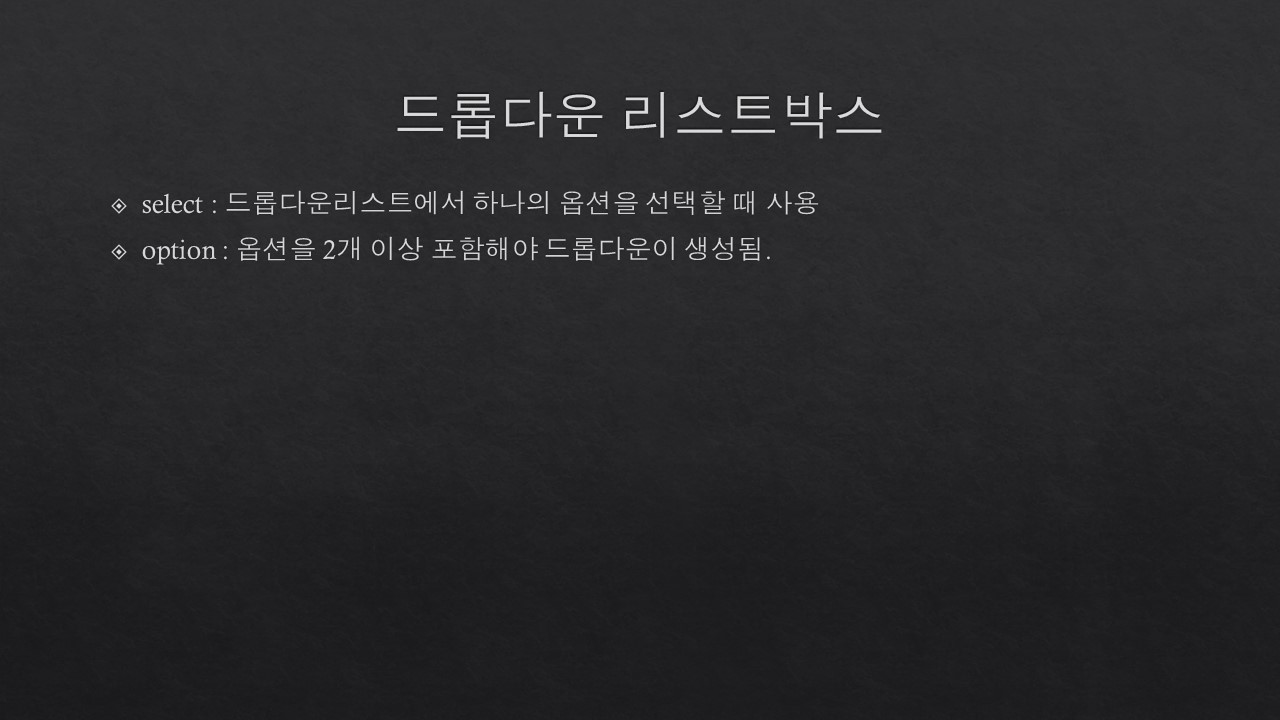 드롭다운 리스트박스
select : 드롭다운리스트에서 하나의 옵션을 선택할 때 사용
option : 옵션을 2개 이상 포함해야 드롭다운이 생성됨.